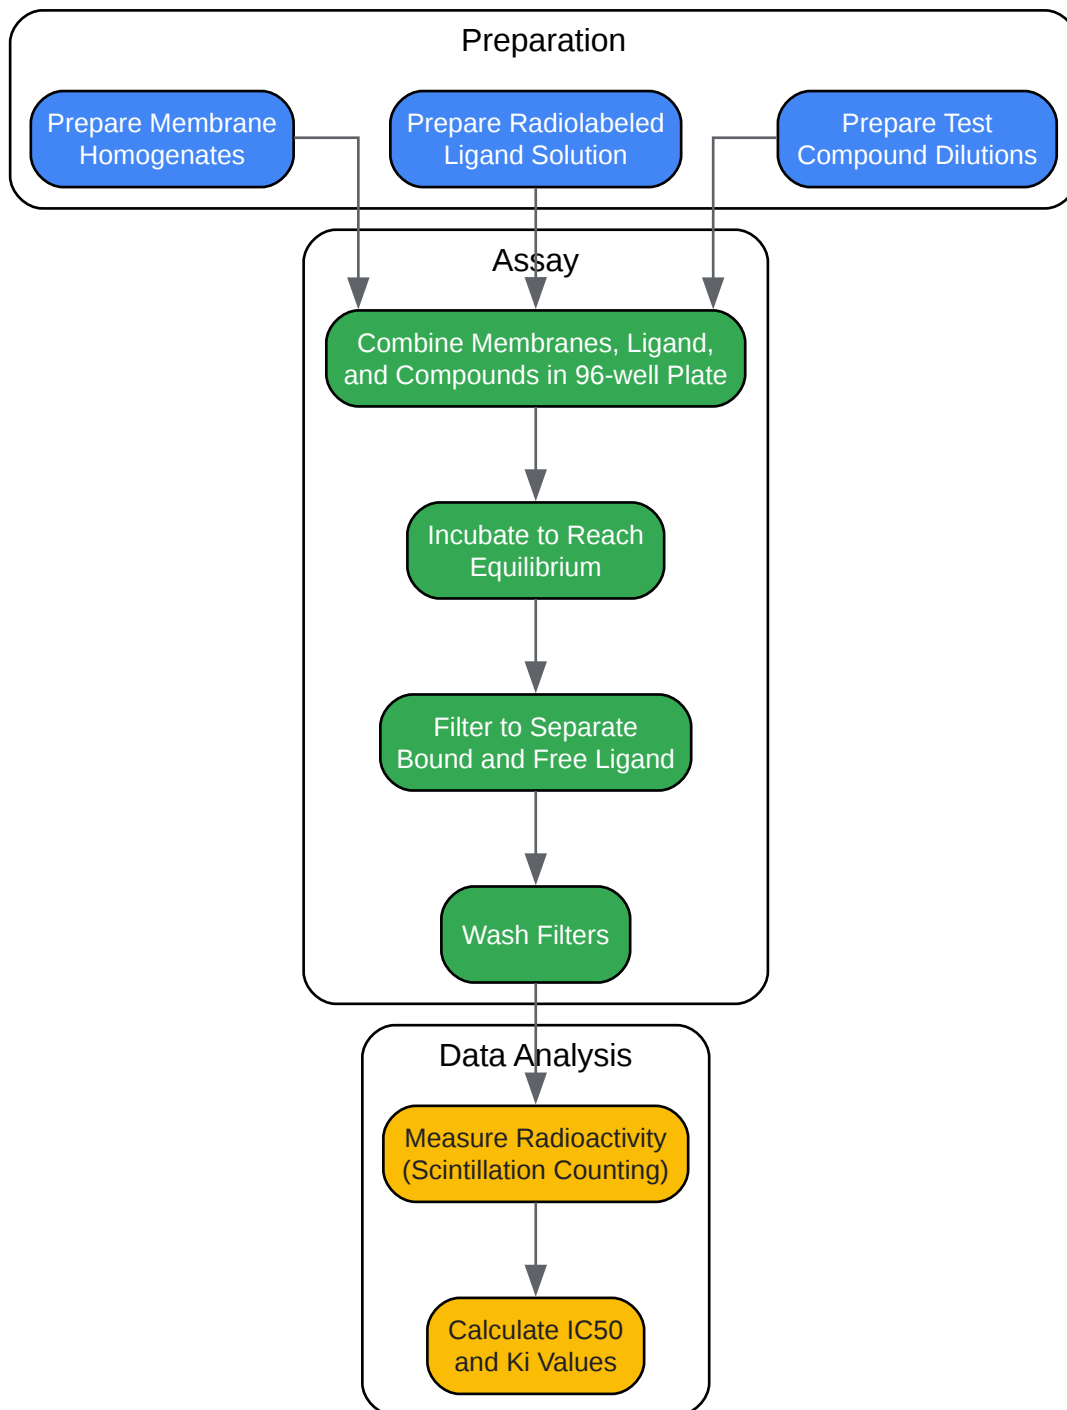 Preparation
Prepare Membrane
Homogenates
Prepare Radiolabeled
Ligand Solution
Prepare Test
Compound Dilutions
Assay
Combine Membranes, Ligand,
and Compounds in 96-well Plate
Incubate to Reach
Equilibrium
Filter to Separate
Bound and Free Ligand
Wash Filters
Data Analysis
Measure Radioactivity
(Scintillation Counting)
Calculate IC50
and Ki Values